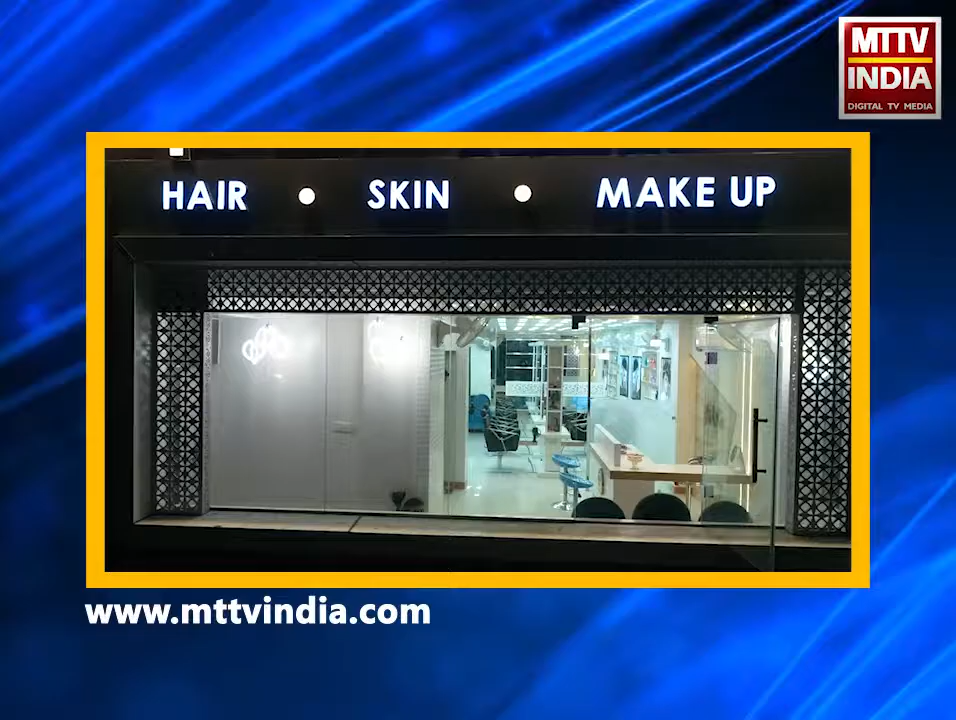 MTTV
INDIA
DIGITAL TV MEDIA
HAIR • SKIN • MAKE UP
www.mttvindia.com